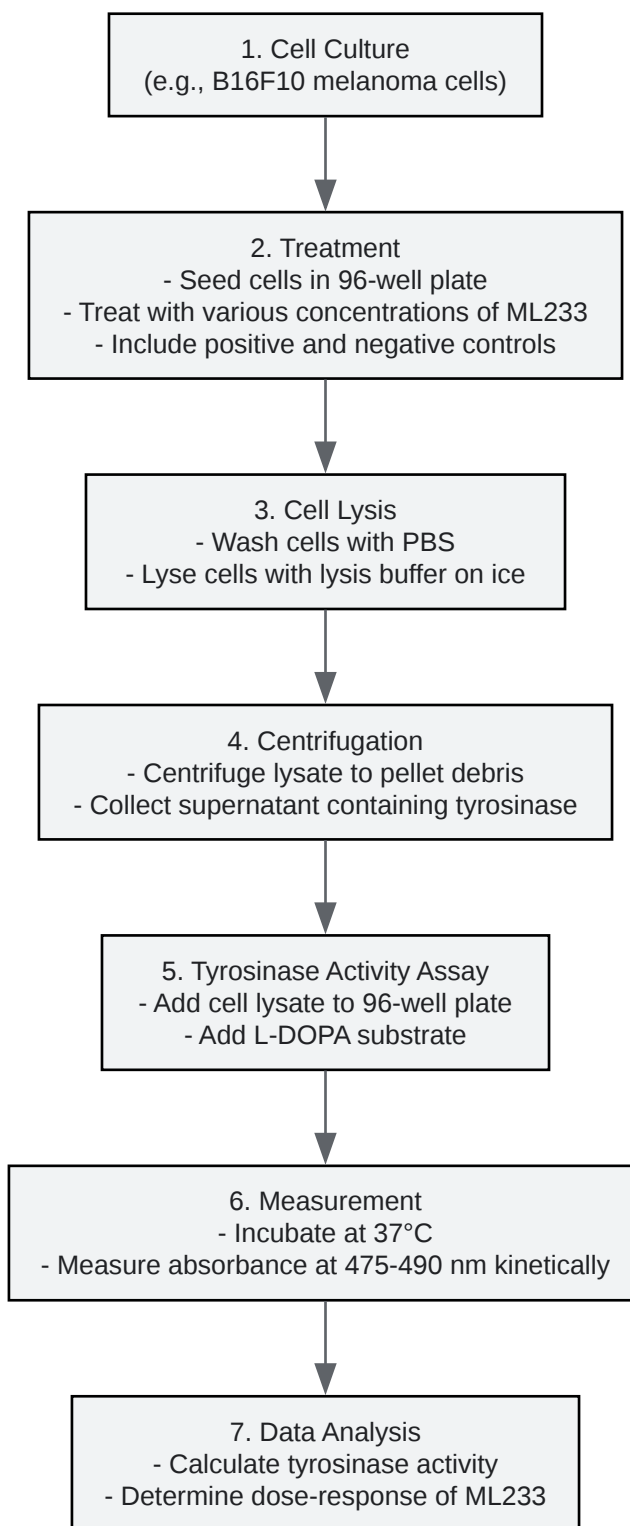 1. Cell Culture
(e.g., B16F10 melanoma cells)
2. Treatment
- Seed cells in 96-well plate
- Treat with various concentrations of ML233
- Include positive and negative controls
3. Cell Lysis
- Wash cells with PBS
- Lyse cells with lysis buffer on ice
4. Centrifugation
- Centrifuge lysate to pellet debris
- Collect supernatant containing tyrosinase
5. Tyrosinase Activity Assay
- Add cell lysate to 96-well plate
- Add L-DOPA substrate
6. Measurement
- Incubate at 37°C
- Measure absorbance at 475-490 nm kinetically
7. Data Analysis
- Calculate tyrosinase activity
- Determine dose-response of ML233